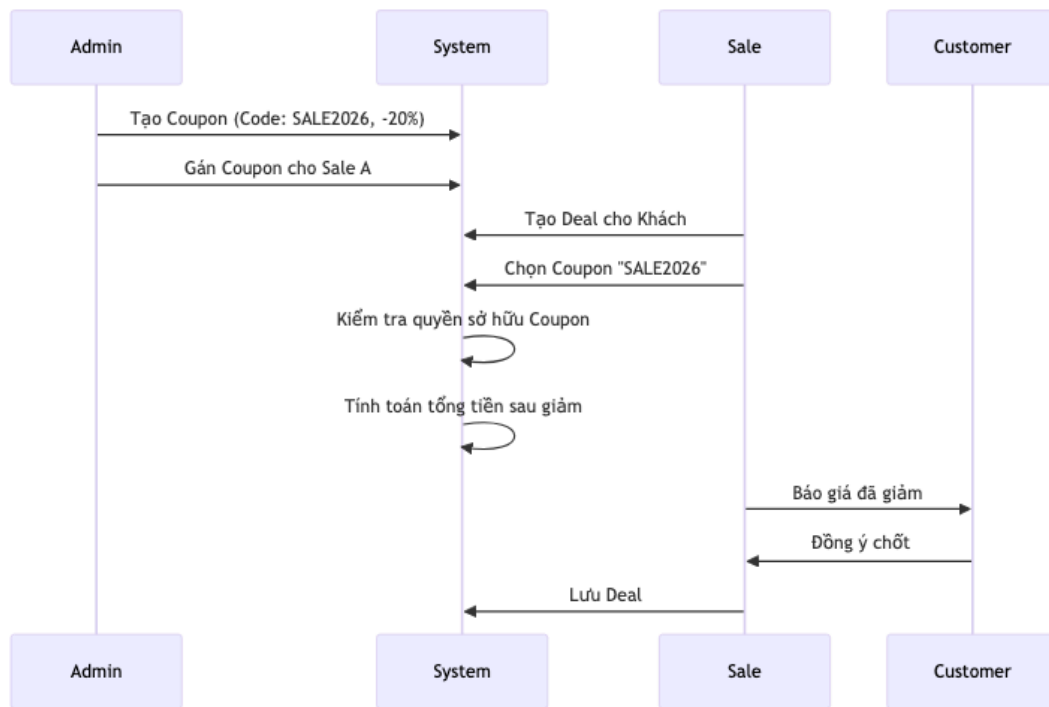 Admin
System
Sale
Customer
Tạo Coupon (Code: SALE2026, -20%)
Gán Coupon cho Sale A
Tạo Deal cho Khách
Chọn Coupon "SALE2026"
Kiểm tra quyền sở hữu Coupon
Tính toán tổng tiền sau giảm
Báo giá đã giảm
Đồng ý chốt
Lưu Deal
Admin
System
Sale
Customer